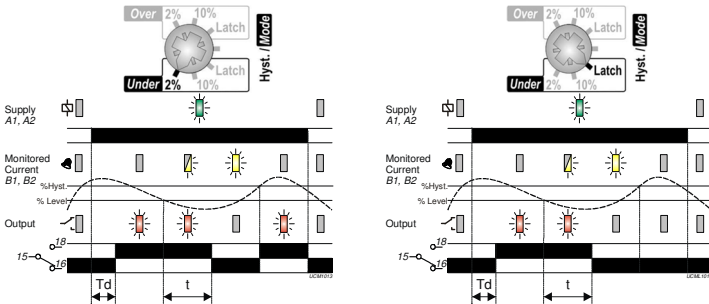 Over 2% 10% Latch
Under 2% 10% Latch
Hyst. / Mode
Supply
A1, A2
Monitored
Current
B1, B2
%Hyst.
% Level
Output
18
15
16
UCM1013
Td t
Over 2% 10% Latch
Under 2% 10% Latch
Hyst. / Mode
Supply
A1, A2
Monitored
Current
B1, B2
%Hyst.
% Level
Output
18
15
16
Td t